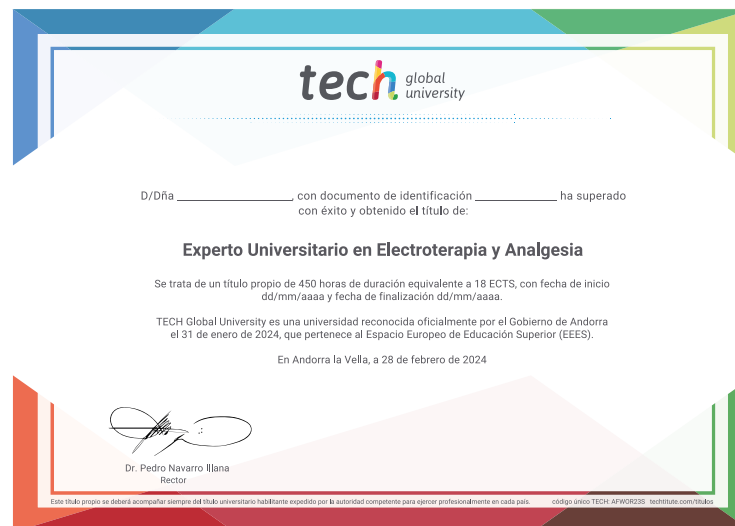 tech global university
D/Dña ____________________, con documento de identificación ______________ ha superado
con éxito y obtenido el título de:
Experto Universitario en Electroterapia y Analgesia
Se trata de un título propio de 450 horas de duración equivalente a 18 ECTS, con fecha de inicio
dd/mm/aaaa y fecha de finalización dd/mm/aaaa.
TECH Global University es una universidad reconocida oficialmente por el Gobierno de Andorra
el 31 de enero de 2024, que pertenece al Espacio Europeo de Educación Superior (EEES).
En Andorra la Vella, a 28 de febrero de 2024
Dr. Pedro Navarro Illana
Rector
Este título propio se deberá acompañar siempre del título universitario habilitante expedido por la autoridad competente para ejercer profesionalmente en cada país. código único TECH: AFWOR23S techtitute.com/titulos